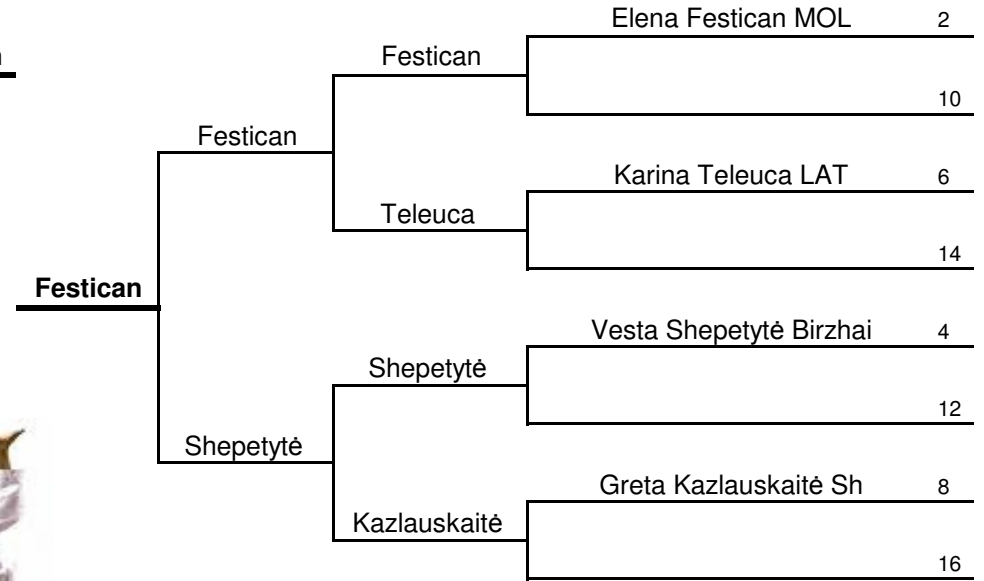 Elena Festican MOL 2
Festican
10
Festican
Karina Teleuca LAT 6
Teleuca
14
Festican
Vesta Shepetytė Birzhai 4
Shepetytė
12
Shepetytė
Greta Kazlauskaitė Sh 8
Kazlauskaitė
16